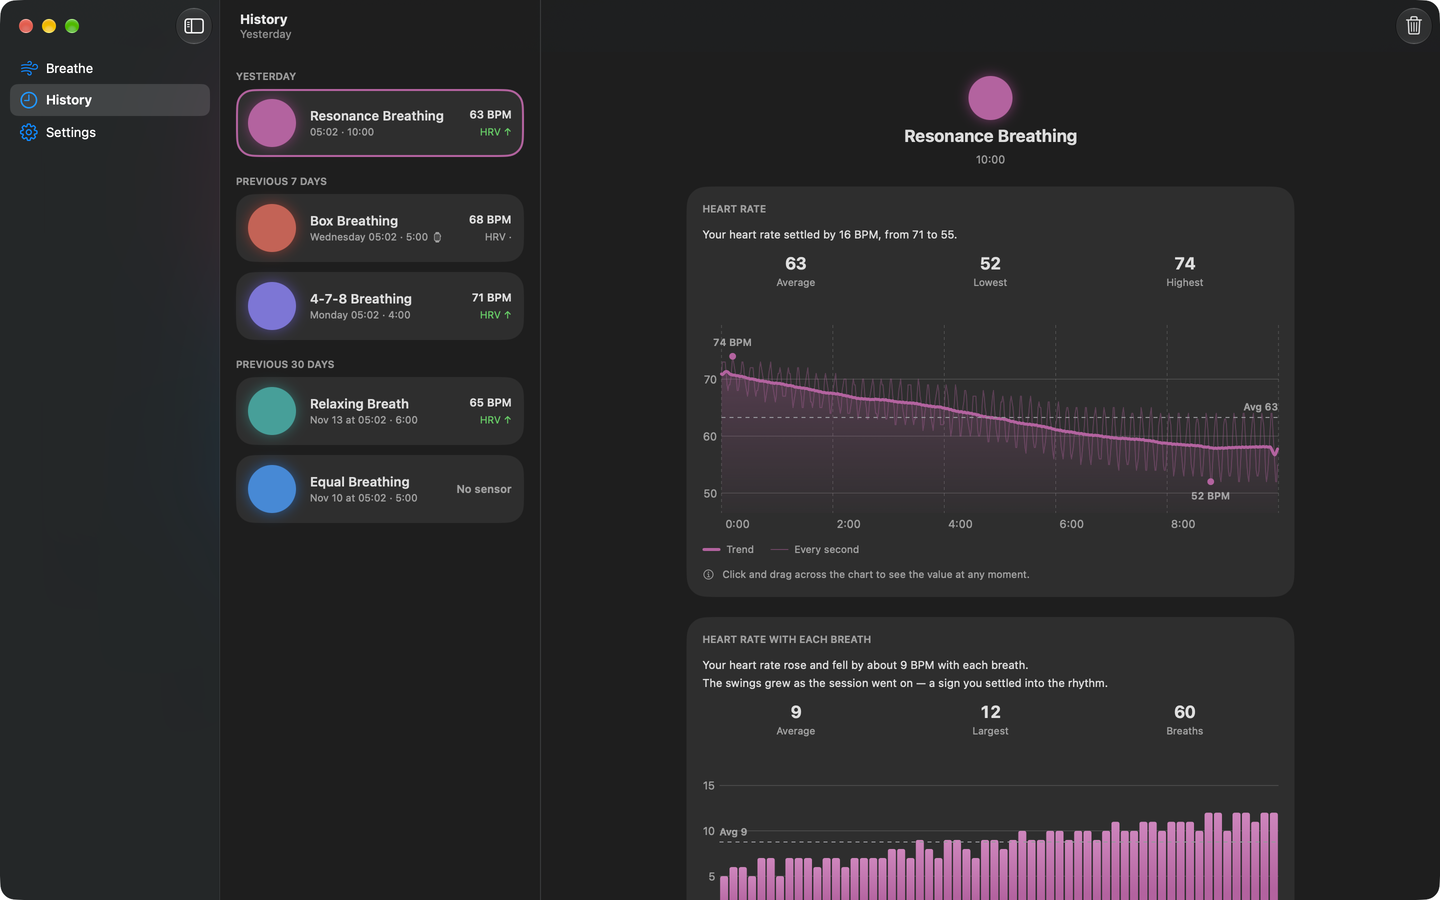 Breathe
History
Settings
History
Yesterday
YESTERDAY
Resonance Breathing
63 BPM
05:02 · 10:00
HRV ↑
PREVIOUS 7 DAYS
Box Breathing
68 BPM
Wednesday 05:02 · 5:00
HRV ·
4-7-8 Breathing
71 BPM
Monday 05:02 · 4:00
HRV ↑
PREVIOUS 30 DAYS
Relaxing Breath
65 BPM
Nov 13 at 05:02 · 6:00
HRV ↑
Equal Breathing
No sensor
Nov 10 at 05:02 · 5:00
Resonance Breathing
10:00
HEART RATE
Your heart rate settled by 16 BPM, from 71 to 55.
63 52 74
Average Lowest Highest
74 BPM
70
Avg 63
60
50
52 BPM
0:00 2:00 4:00 6:00 8:00
Trend Every second
Click and drag across the chart to see the value at any moment.
HEART RATE WITH EACH BREATH
Your heart rate rose and fell by about 9 BPM with each breath.
The swings grew as the session went on — a sign you settled into the rhythm.
9 12 60
Average Largest Breaths
15
10 Avg 9
5